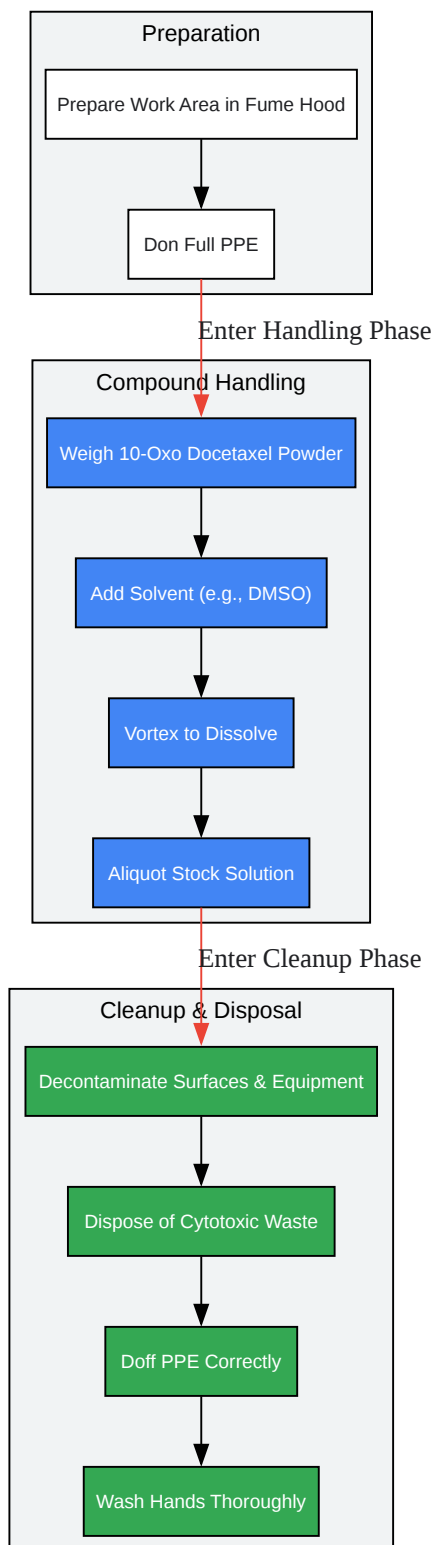 Preparation
Prepare Work Area in Fume Hood
Don Full PPE
Enter Handling Phase
Compound Handling
Weigh 10-Oxo Docetaxel Powder
Add Solvent (e.g., DMSO)
Vortex to Dissolve
Aliquot Stock Solution
Enter Cleanup Phase
Cleanup & Disposal
Decontaminate Surfaces & Equipment
Dispose of Cytotoxic Waste
Doff PPE Correctly
Wash Hands Thoroughly